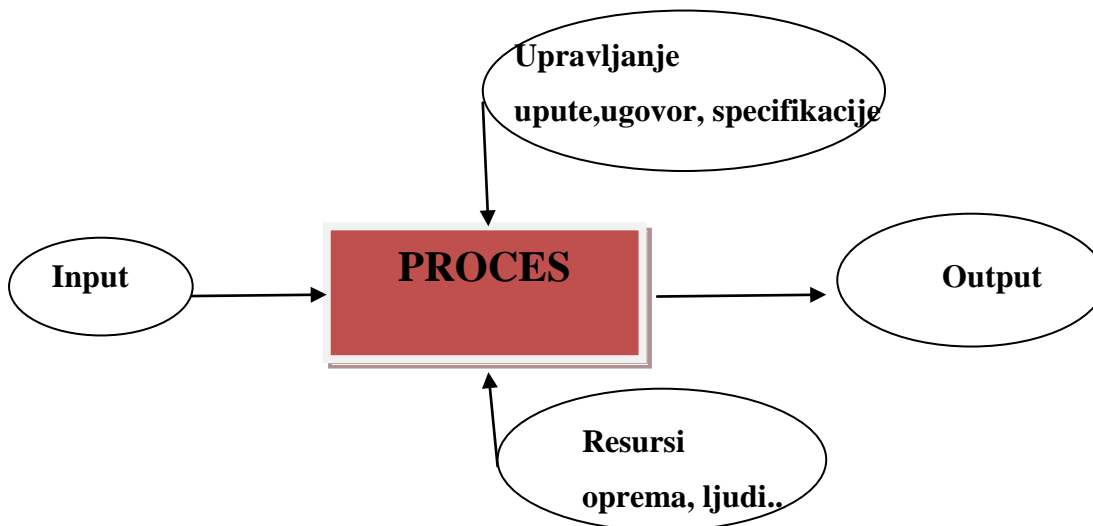 Upravljanje
upute,ugovor, specifikacije
Input
PROCES
Output
Resursi
oprema, ljudi..